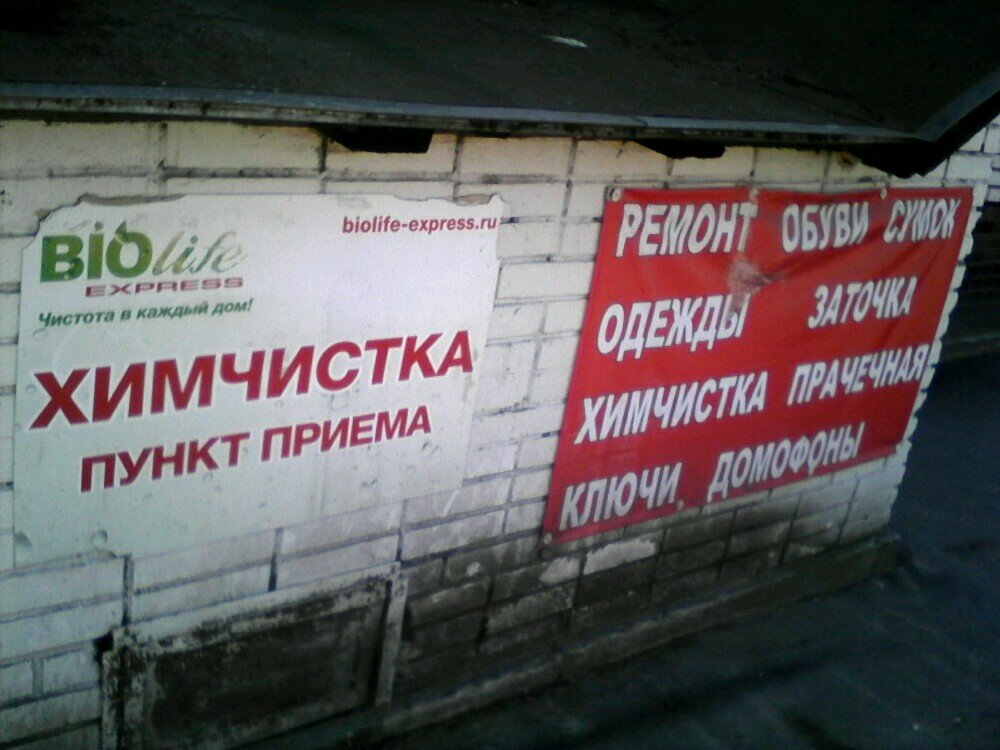 BIOlife
EXPRESS
biolife-express.ru
Чистота в каждый дом!
ХИМЧИСТКА
ПУНКТ ПРИЕМА
РЕМОНТ ОБУВИ СУМОК
ОДЕЖДЫ ЗАТОЧКА
ХИМЧИСТКА ПРАЧЕЧНАЯ
КЛЮЧИ, ДОМОФОНЫ